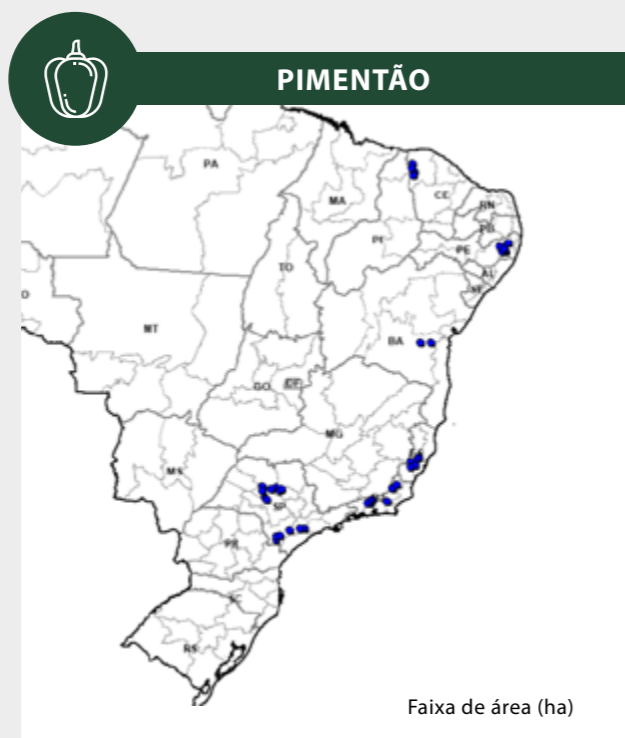 PIMENTÃO
PA
MA
CE
RN
PB
PI
PE
TO
AL
SE
MT
BA
GO
DF
MG
MS
SP
PR
SC
RS
Faixa de área (ha)